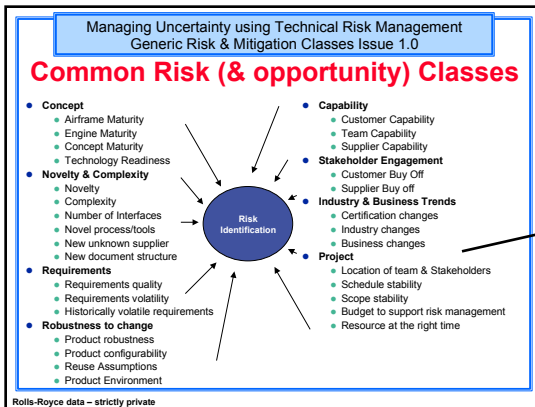 Managing Uncertainty using Technical Risk Management
Generic Risk & Mitigation Classes Issue 1.0
Common Risk (& opportunity) Classes
Concept
Airframe Maturity
Engine Maturity
Concept Maturity
Technology Readiness
Novelty & Complexity
Novelty
Complexity
Number of Interfaces
Novel process/tools
New unknown supplier
New document structure
Requirements
Requirements quality
Requirements volatility
Historically volatile requirements
Robustness to change
Product robustness
Product configurability
Reuse Assumptions
Product Environment
Risk
Identification
Capability
Customer Capability
Team Capability
Supplier Capability
Stakeholder Engagement
Customer Buy Off
Supplier Buy off
Industry & Business Trends
Certification changes
Industry changes
Business changes
Project
Location of team & Stakeholders
Schedule stability
Scope stability
Budget to support risk management
Resource at the right time
Rolls-Royce data – strictly private